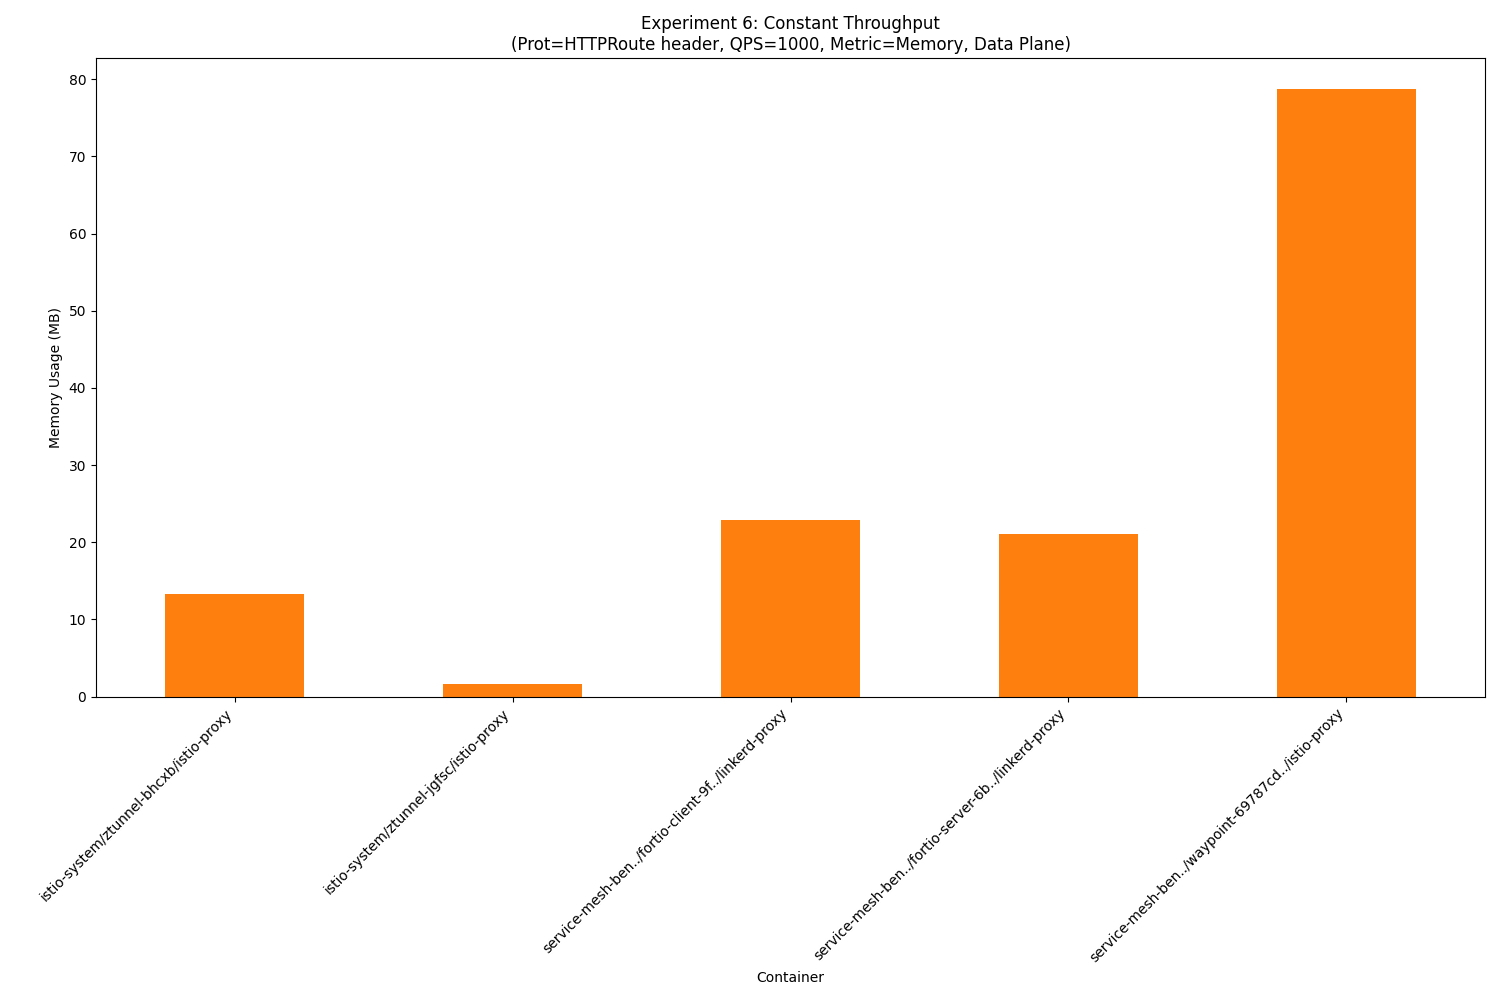 Experiment 6: Constant Throughput
(Prot=HTTPRoute header, QPS=1000, Metric=Memory, Data Plane)
Memory Usage (MB)
80
70
60
50
40
30
20
10
0
istio-system/ztunnel-bhcxb/istio-proxy
istio-system/ztunnel-jgfsc/istio-proxy
service-mesh-ben../fortio-client-9f../linkerd-proxy
service-mesh-ben../fortio-server-6b../linkerd-proxy
service-mesh-ben../waypoint-69787cd../istio-proxy
Container